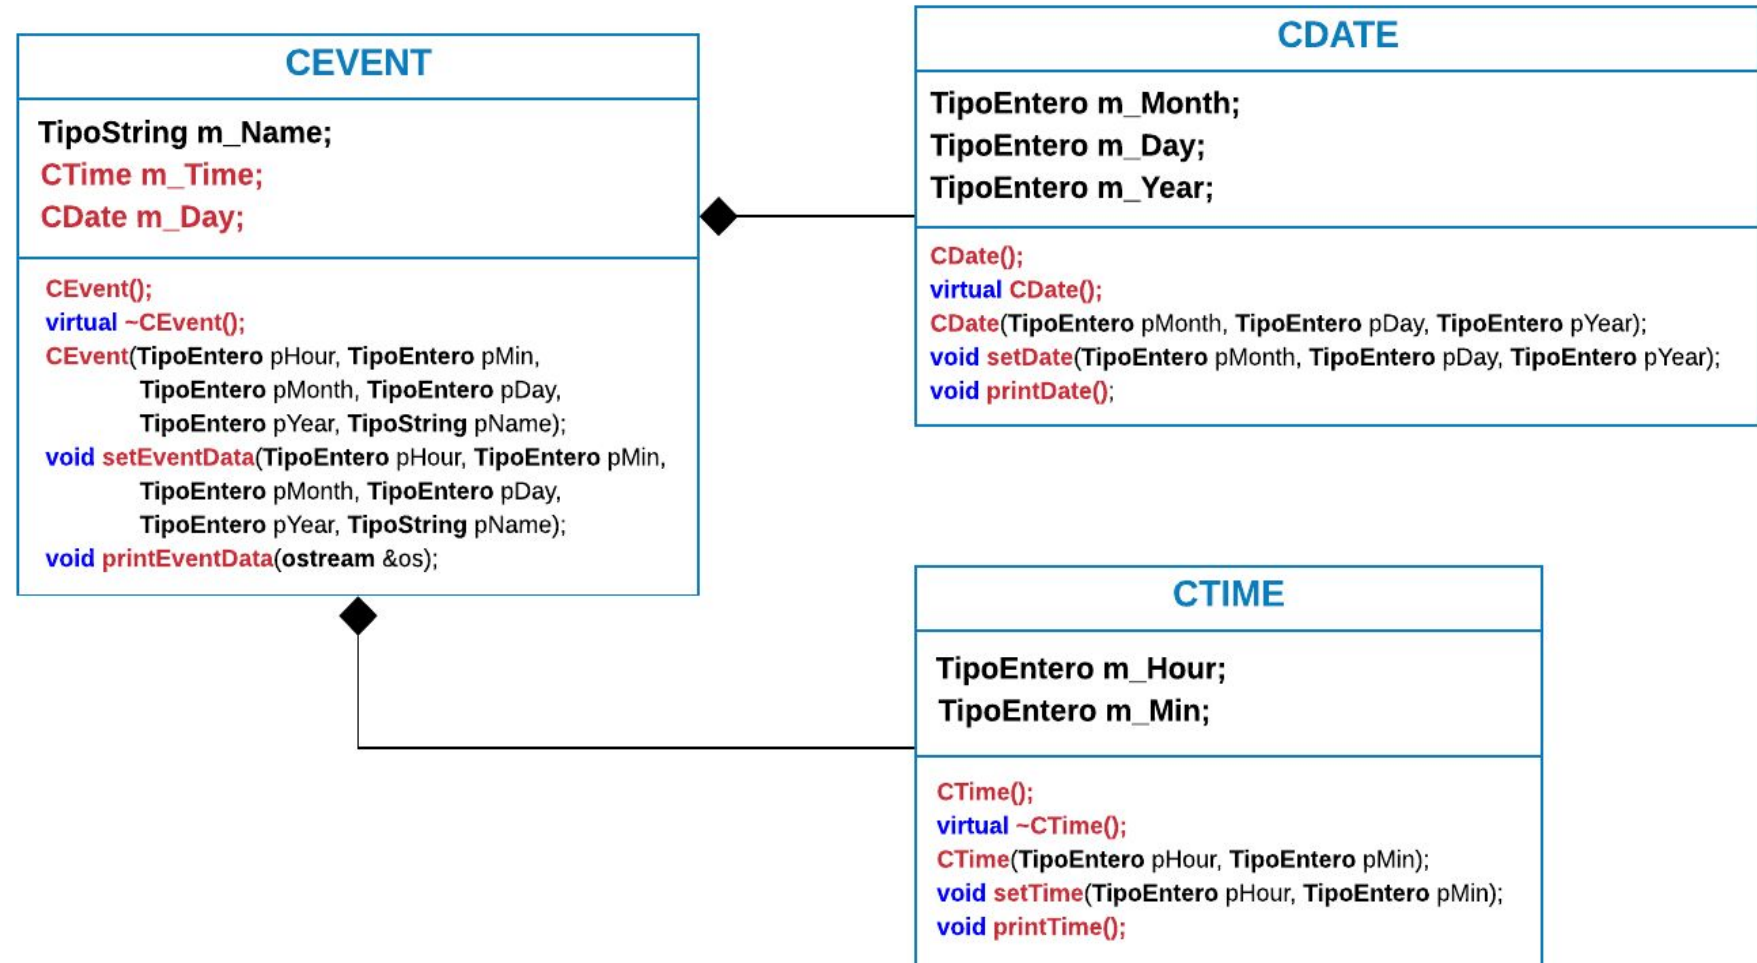 CEVENT
TipoString m_Name;
CTime m_Time;
CDate m_Day;
CEvent();
virtual ~CEvent();
CEvent(TipoEntero pHour, TipoEntero pMin,
TipoEntero pMonth, TipoEntero pDay,
TipoEntero pYear, TipoString pName);
void setEventData(TipoEntero pHour, TipoEntero pMin,
TipoEntero pMonth, TipoEntero pDay,
TipoEntero pYear, TipoString pName);
void printEventData(ostream &os);
CDATE
TipoEntero m_Month;
TipoEntero m_Day;
TipoEntero m_Year;
CDate();
virtual CDate();
CDate(TipoEntero pMonth, TipoEntero pDay, TipoEntero pYear);
void setDate(TipoEntero pMonth, TipoEntero pDay, TipoEntero pYear);
void printDate();
CTIME
TipoEntero m_Hour;
TipoEntero m_Min;
CTime();
virtual ~CTime();
CTime(TipoEntero pHour, TipoEntero pMin);
void setTime(TipoEntero pHour, TipoEntero pMin);
void printTime();